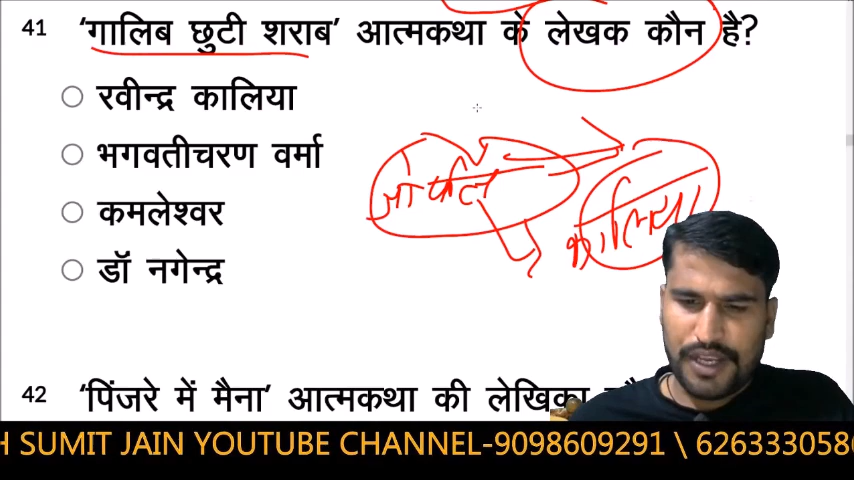 41 ‘गालिब छुटी शराब’ आत्मकथा के लेखक कौन है?
रवीन्द्र कालिया
भगवतीचरण वर्मा
कमलेश्वर
डॉ नगेन्द्र
कालिया
42 ‘पिंजरे में मैना’ आत्मकथा की लेखिका
H SUMIT JAIN YOUTUBE CHANNEL-9098609291 \ 626333058